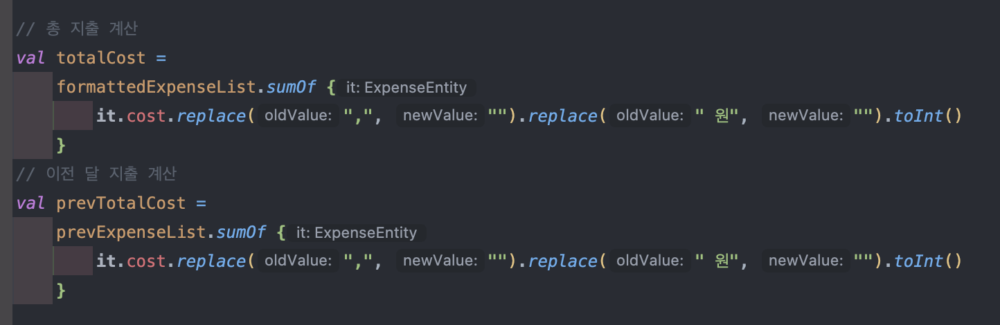 // 총 지출 계산
val totalCost =
formattedExpenseList.sumOf { it: ExpenseEntity
it.cost.replace( oldValue: ",", newValue: "").replace( oldValue: " 원", newValue: "").toInt()
}
// 이전 달 지출 계산
val prevTotalCost =
prevExpenseList.sumOf { it: ExpenseEntity
it.cost.replace( oldValue: ",", newValue: "").replace( oldValue: " 원", newValue: "").toInt()
}